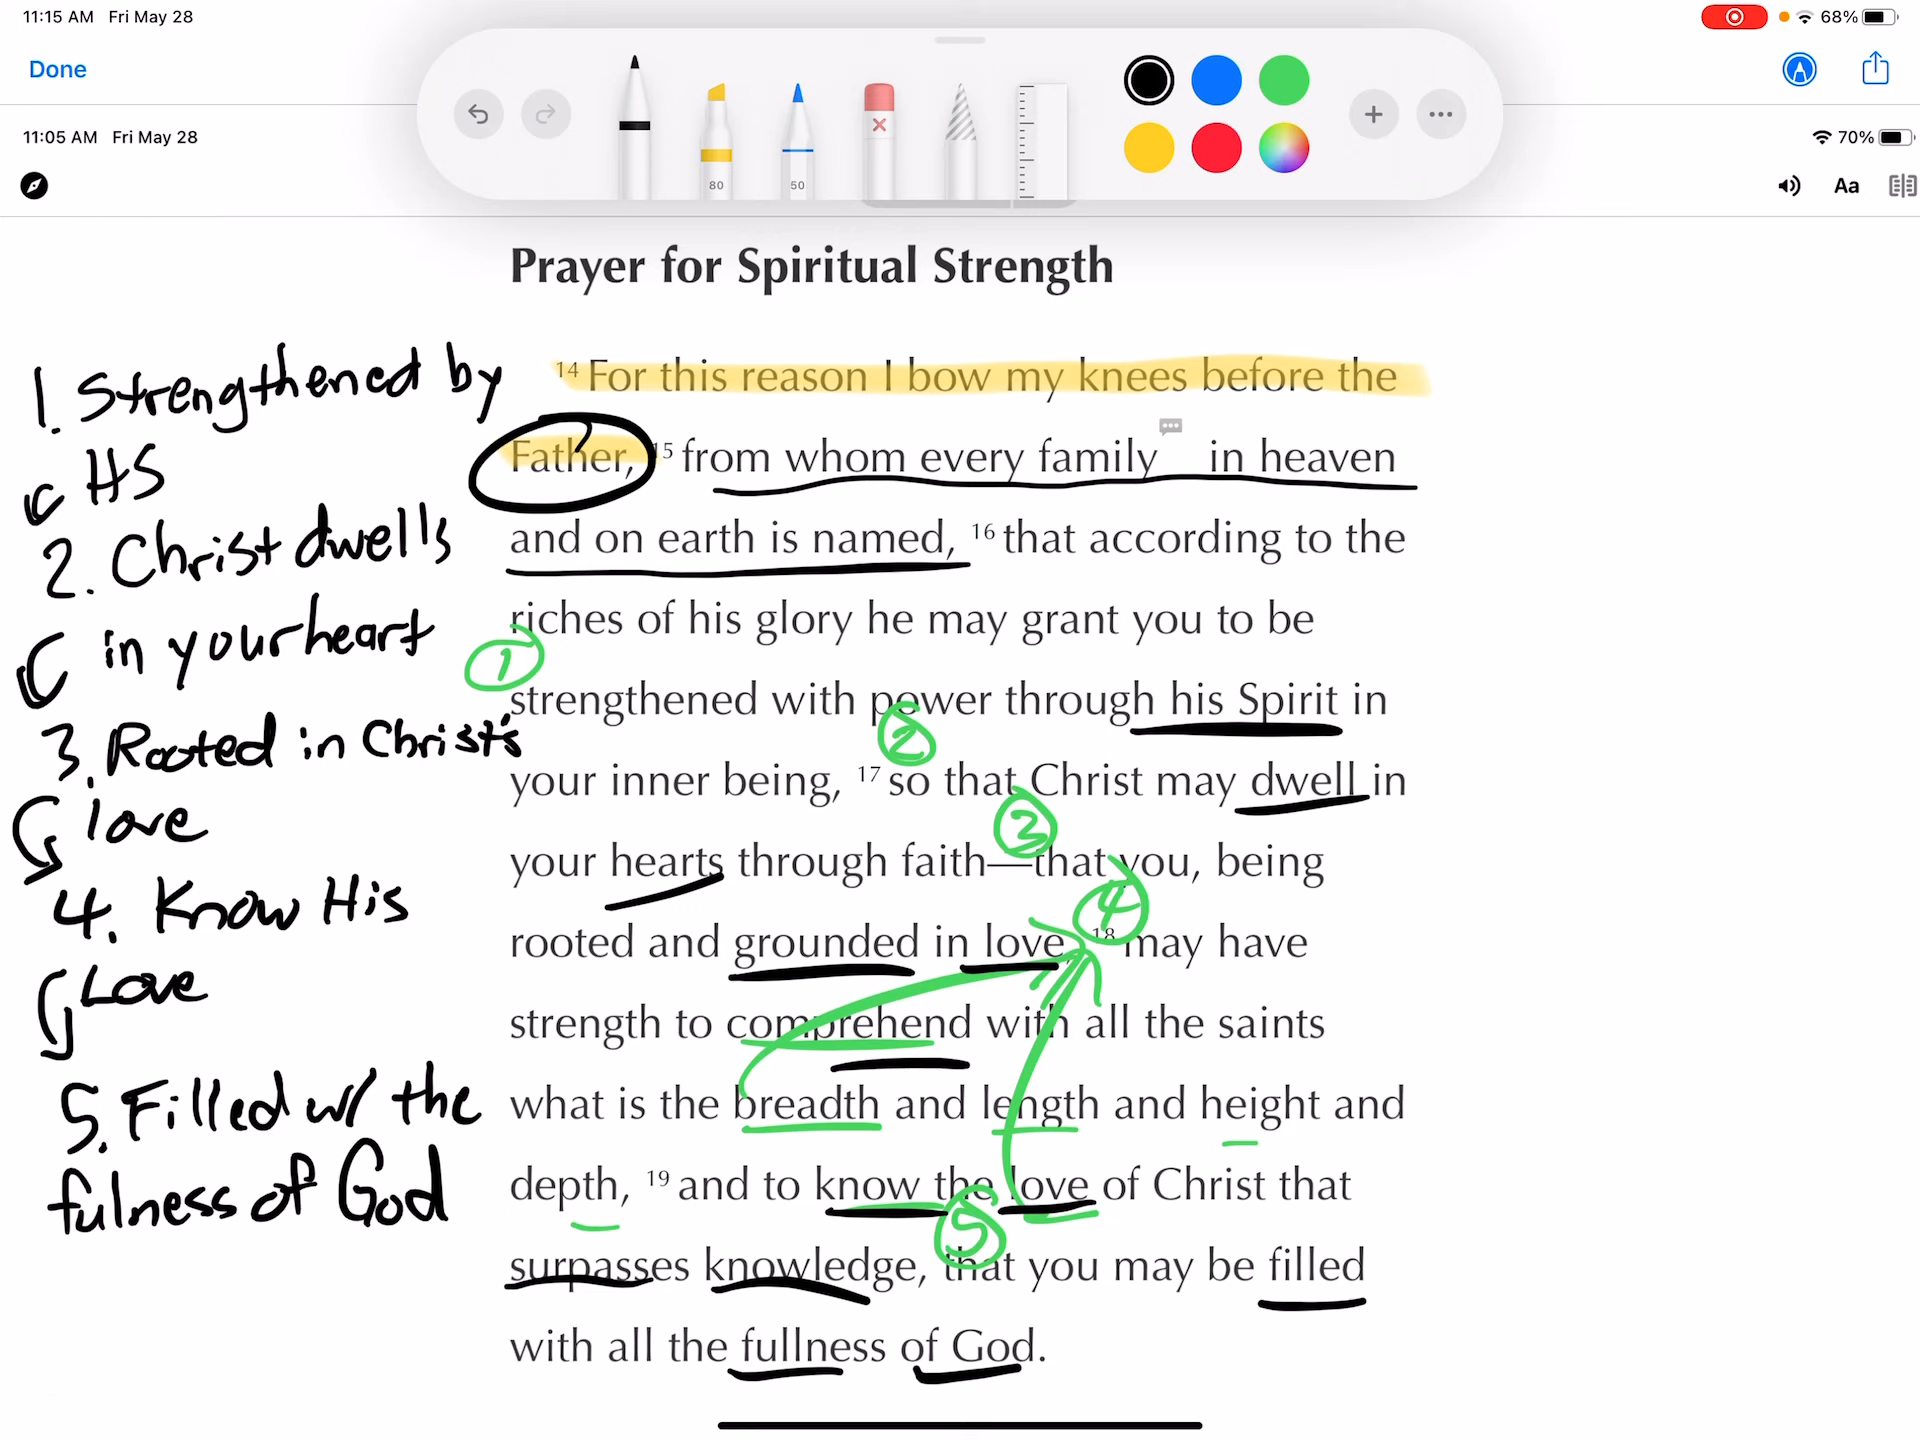 11:15 AM Fri May 28
68%
Done
11:05 AM Fri May 28
70%
80
50
Aa
Prayer for Spiritual Strength
14 For this reason I bow my knees before the
Father, 15 from whom every family in heaven
and on earth is named, 16 that according to the
riches of his glory he may grant you to be
strengthened with power through his Spirit in
your inner being, 17 so that Christ may dwell in
your hearts through faith—that you, being
rooted and grounded in love, 18 may have
strength to comprehend with all the saints
what is the breadth and length and height and
depth, 19 and to know the love of Christ that
surpasses knowledge, that you may be filled
with all the fullness of God.
1. Strengthened by
HS
2. Christ dwells
in your heart
3. Rooted in Christ's
love
4. Know His
Love
5. Filled w/ the
fulness of God
1
2
3
4
5